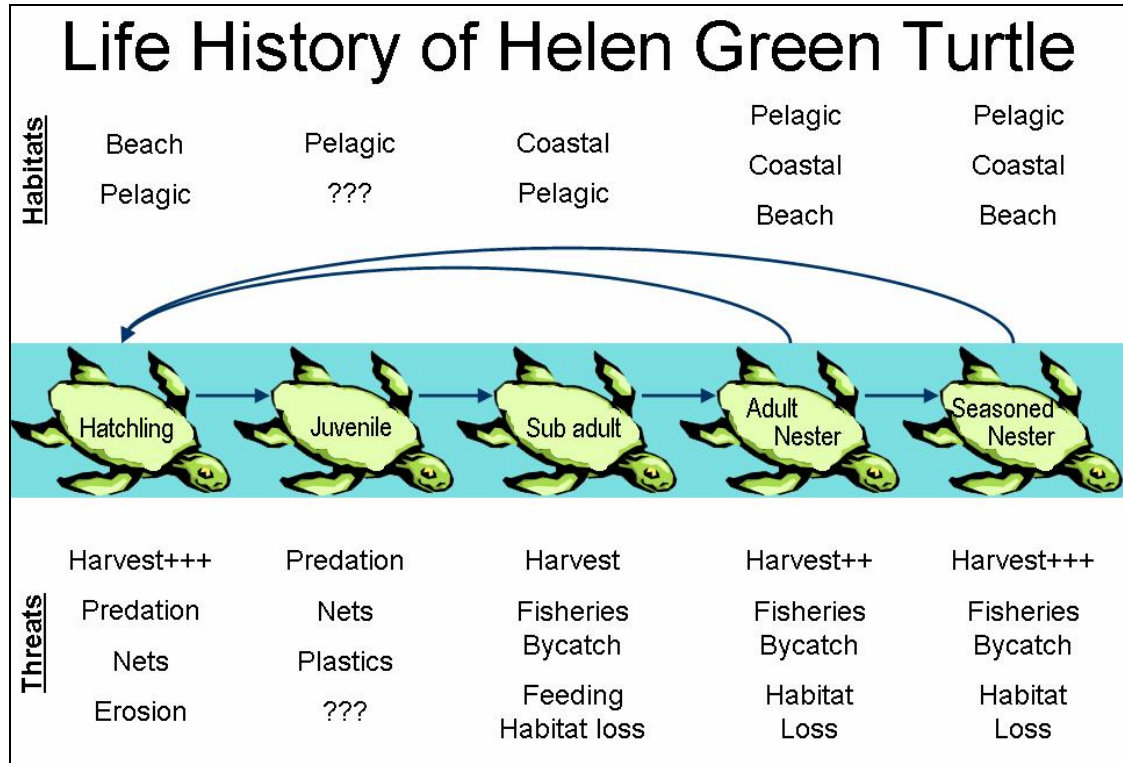 Life History of Helen Green Turtle
Habitats
Beach
Pelagic
Pelagic
???
Coastal
Pelagic
Pelagic
Coastal
Beach
Pelagic
Coastal
Beach
Hatchling
Juvenile
Sub adult
Adult
Nester
Seasoned
Nester
Threats
Harvest+++
Predation
Nets
Erosion
Predation
Nets
Plastics
???
Harvest
Fisheries
Bycatch
Feeding
Habitat loss
Harvest++
Fisheries
Bycatch
Habitat
Loss
Harvest+++
Fisheries
Bycatch
Habitat
Loss